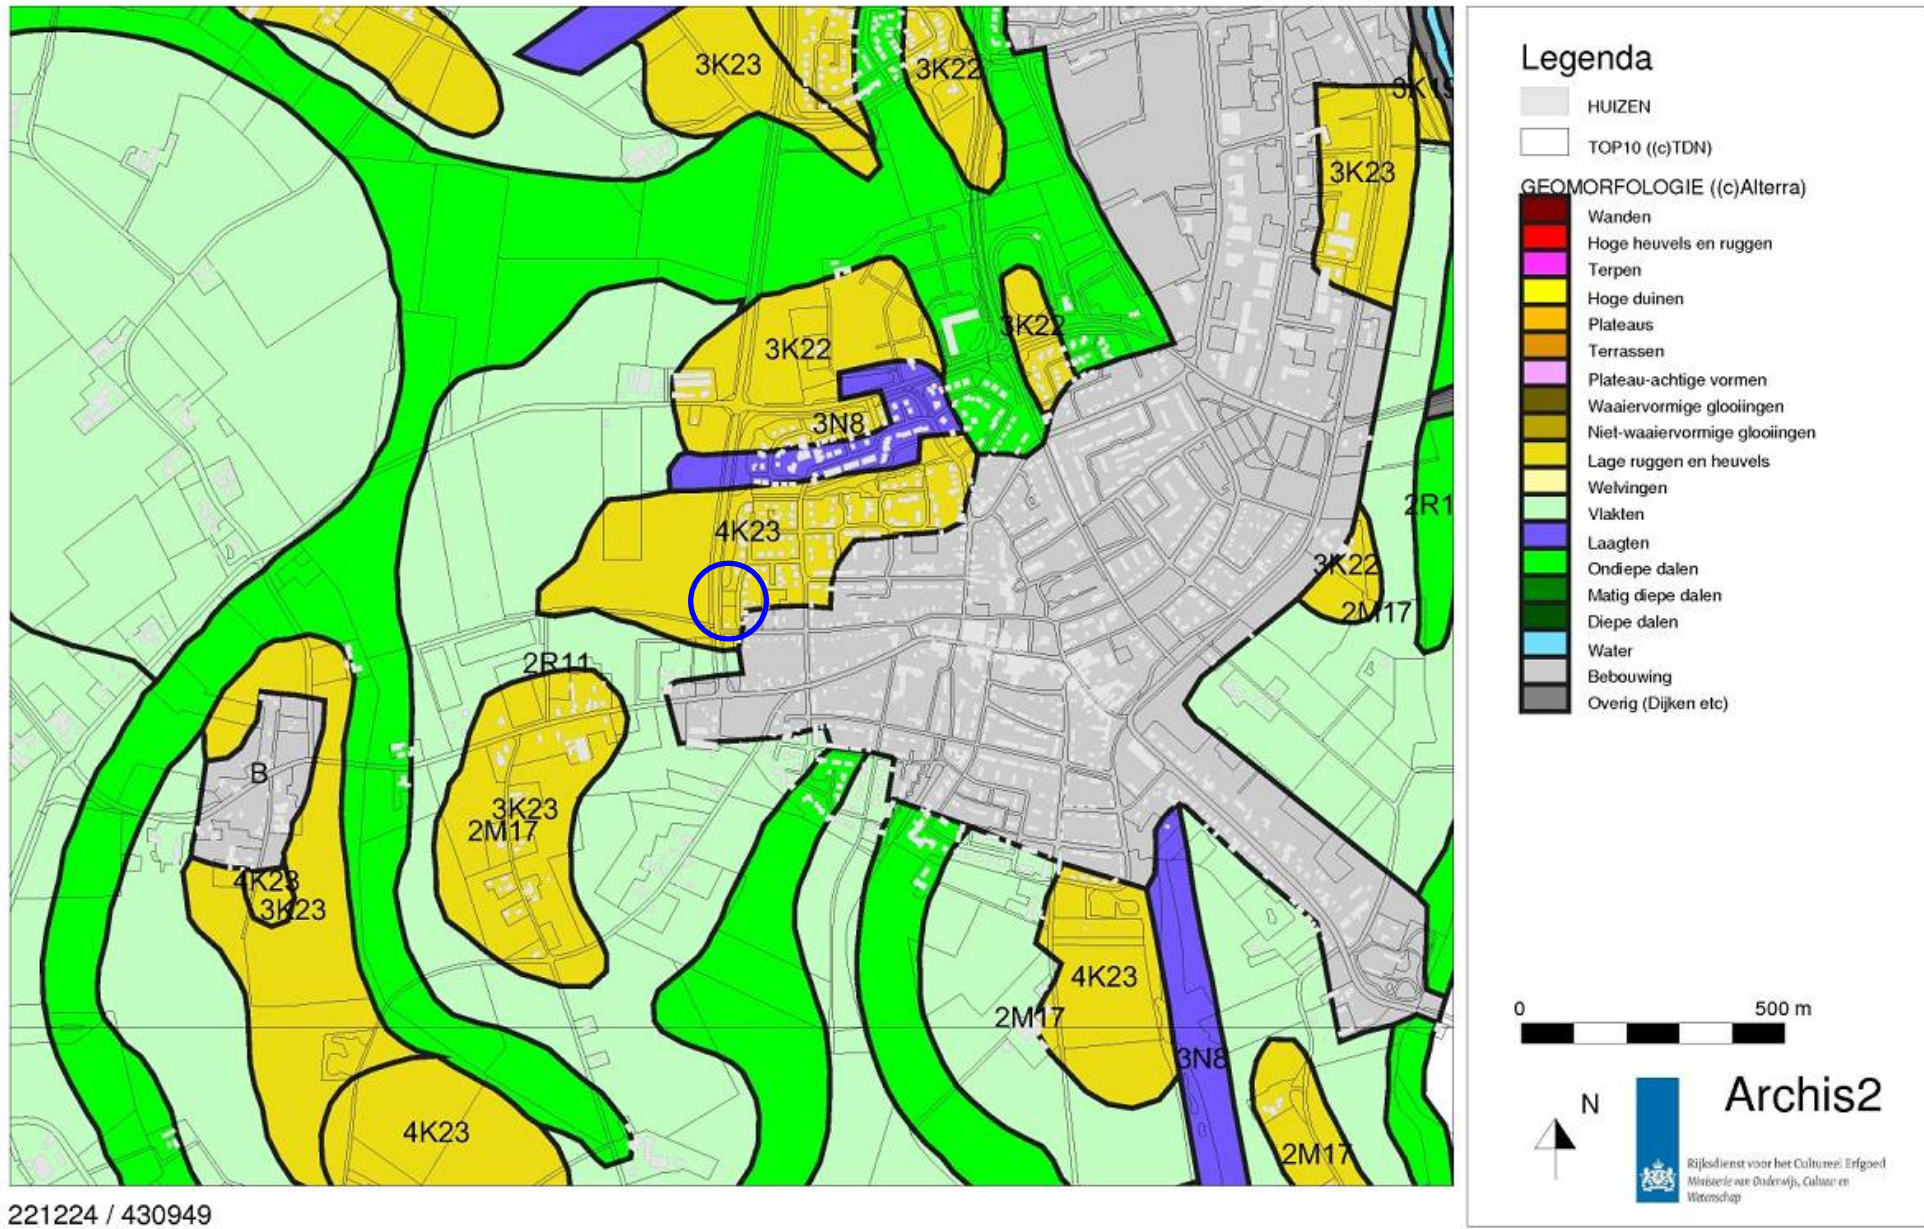 3K23
3K22
3K19
3K23
3K22
3K22
3N8
2R1
4K23
3K22
2M17
2R11
B
3K23
2M17
4K23
3K23
4K23
2M17
3N8
4K23
2M17
221224 / 430949
Legenda
HUIZEN
TOP10 ((c)TDN)
GEOMORFOLOGIE ((c)Alterra)
Wanden
Hoge heuvels en ruggen
Terpen
Hoge duinen
Plateaus
Terrassen
Plateau-achtige vormen
Waaiervormige glooiingen
Niet-waaiervormige glooiingen
Lage ruggen en heuvels
Welvingen
Vlakten
Laagten
Ondiepe dalen
Matig diepe dalen
Diepe dalen
Water
Bebouwing
Overig (Dijken etc)
0 500 m
N
Archis2
Rijksdienst voor het Cultureel Erfgoed
Ministerie van Onderwijs, Cultuur en
Wetenschap